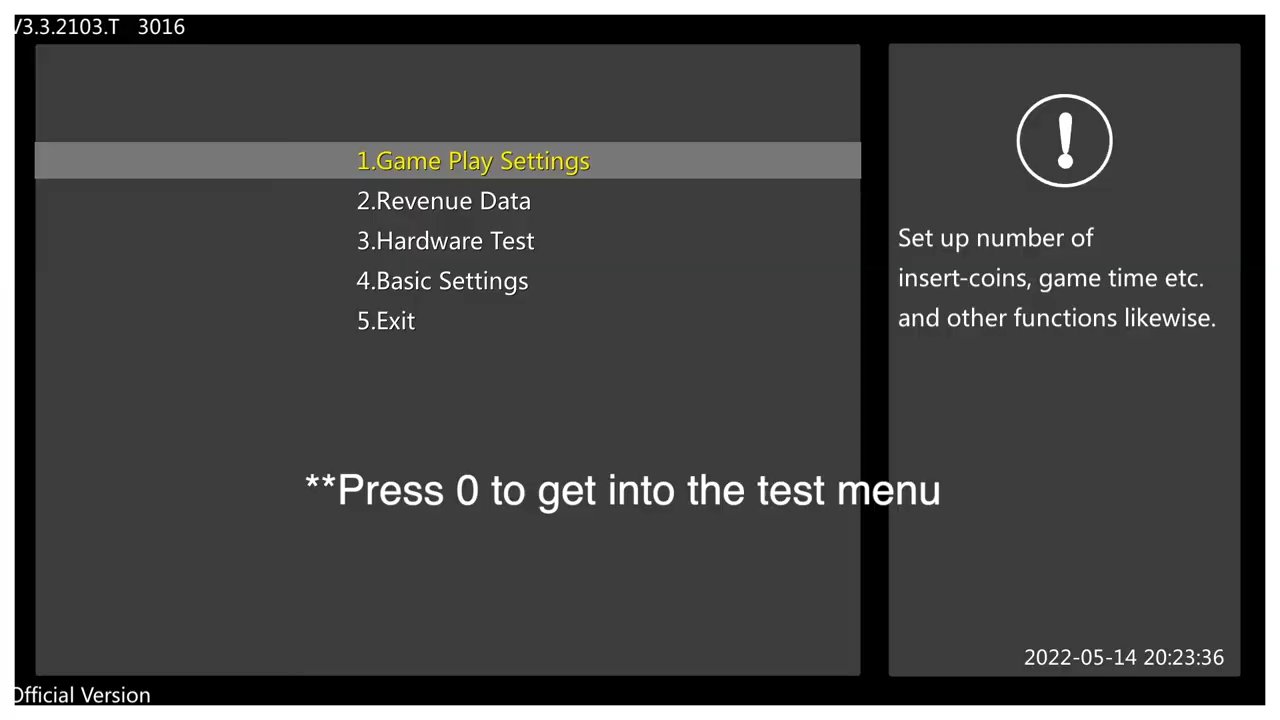 V3.3.2103.T 3016
1.Game Play Settings
2.Revenue Data
3.Hardware Test
4.Basic Settings
5.Exit
Set up number of
insert-coins, game time etc.
and other functions likewise.
**Press 0 to get into the test menu
2022-05-14 20:23:36
Official Version